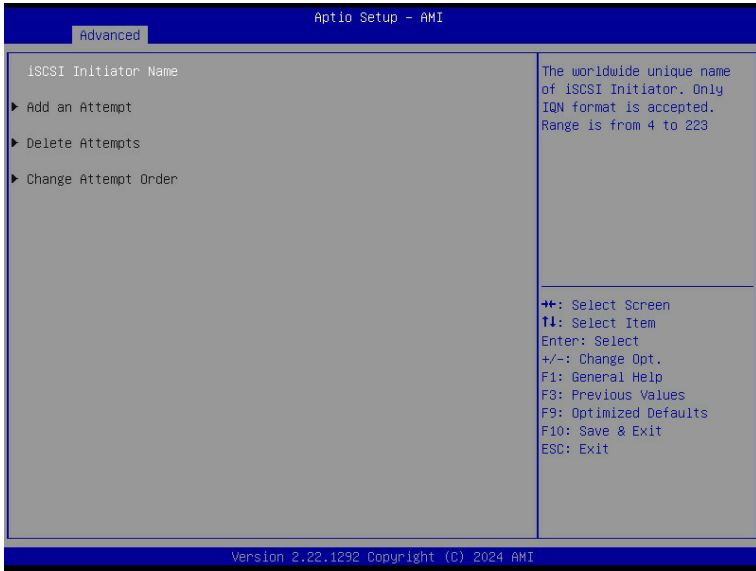 Aptio Setup – AMI
Advanced
iSCSI Initiator Name
▶ Add an Attempt
▶ Delete Attempts
▶ Change Attempt Order
The worldwide unique name
of iSCSI Initiator. Only
IQN format is accepted.
Range is from 4 to 223
→←: Select Screen
↑↓: Select Item
Enter: Select
+/-: Change Opt.
F1: General Help
F3: Previous Values
F9: Optimized Defaults
F10: Save & Exit
ESC: Exit
Version 2.22.1292 Copyright (C) 2024 AMI